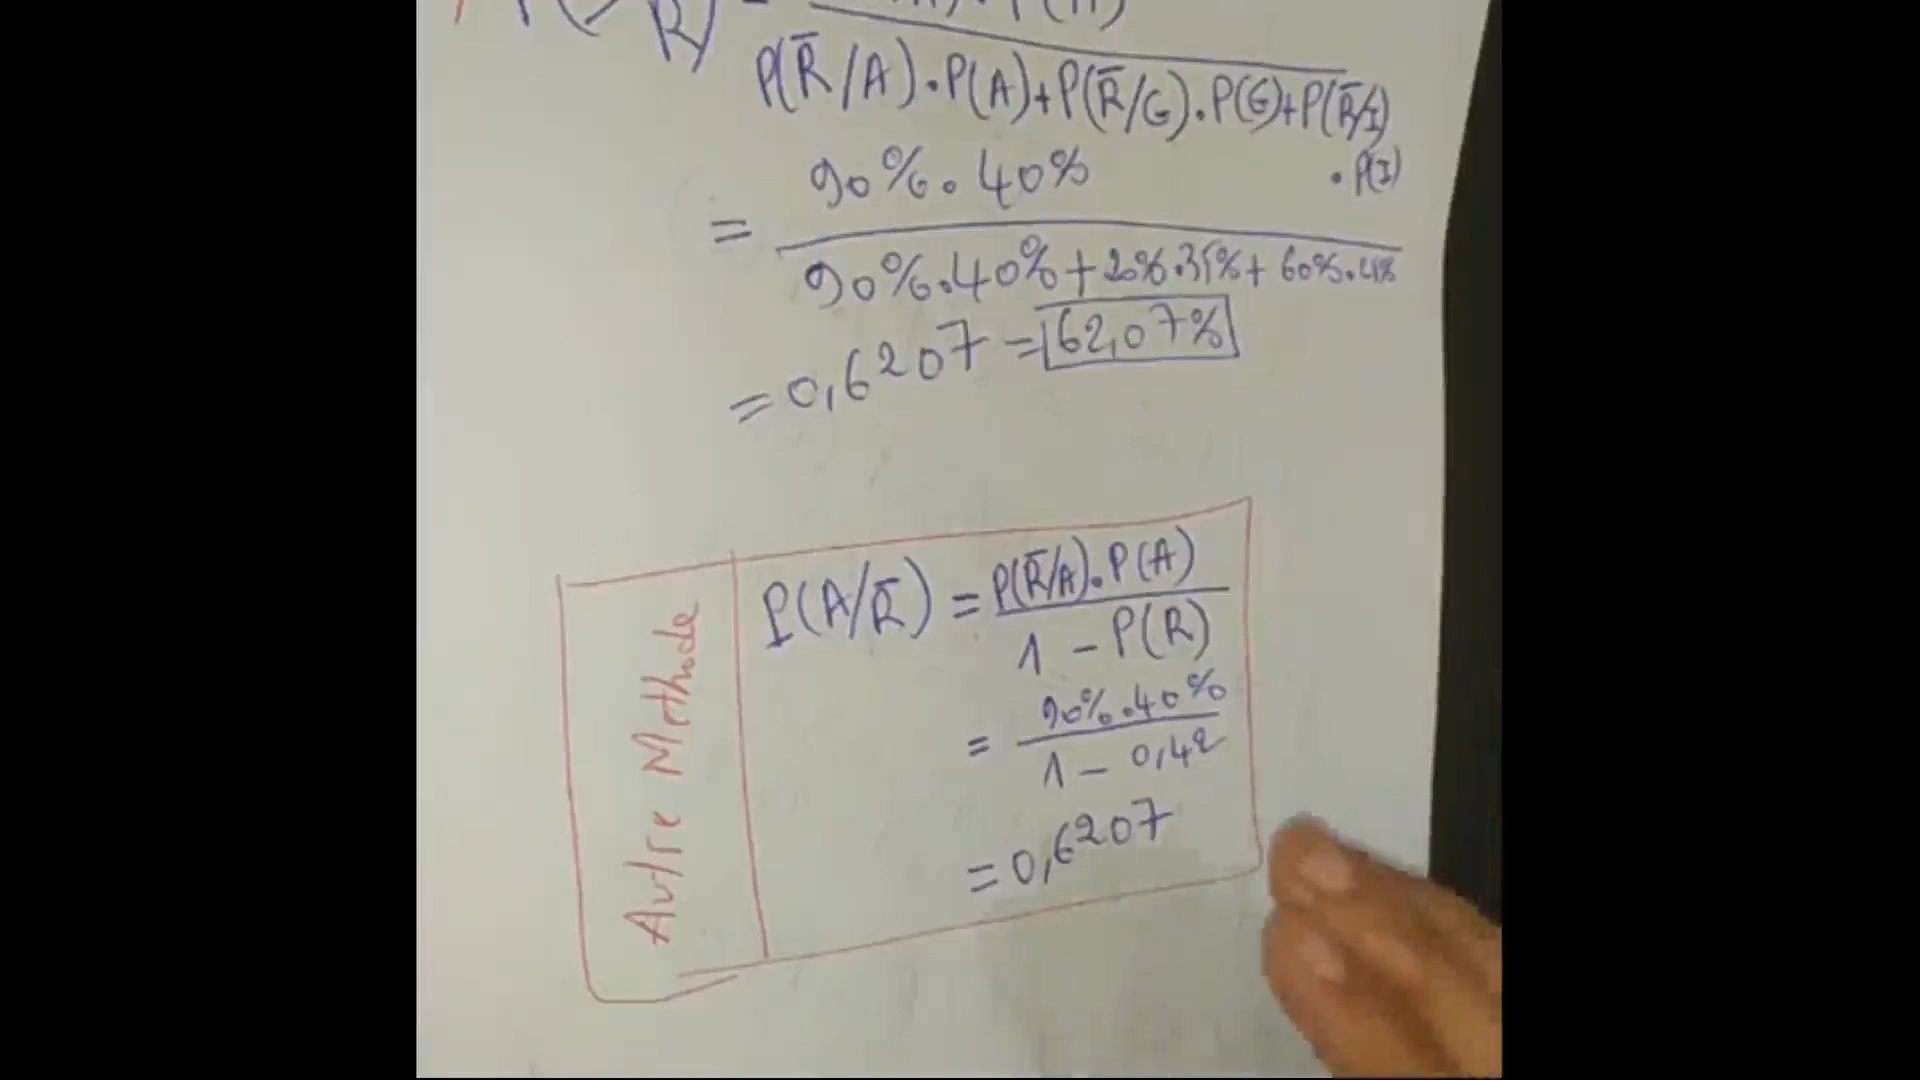 P(R̅/A).P(A)+P(R̅/G).P(G)+P(R̅/I)
.P(I)
90%.40%
=
90%.40%+20%.35%+60%.
=0,6207=62,07%
Autre Methode
P(A/R̅) = P(R̅/A).P(A)
1-P(R)
= 90%.40%
1-0,42
=0,6207